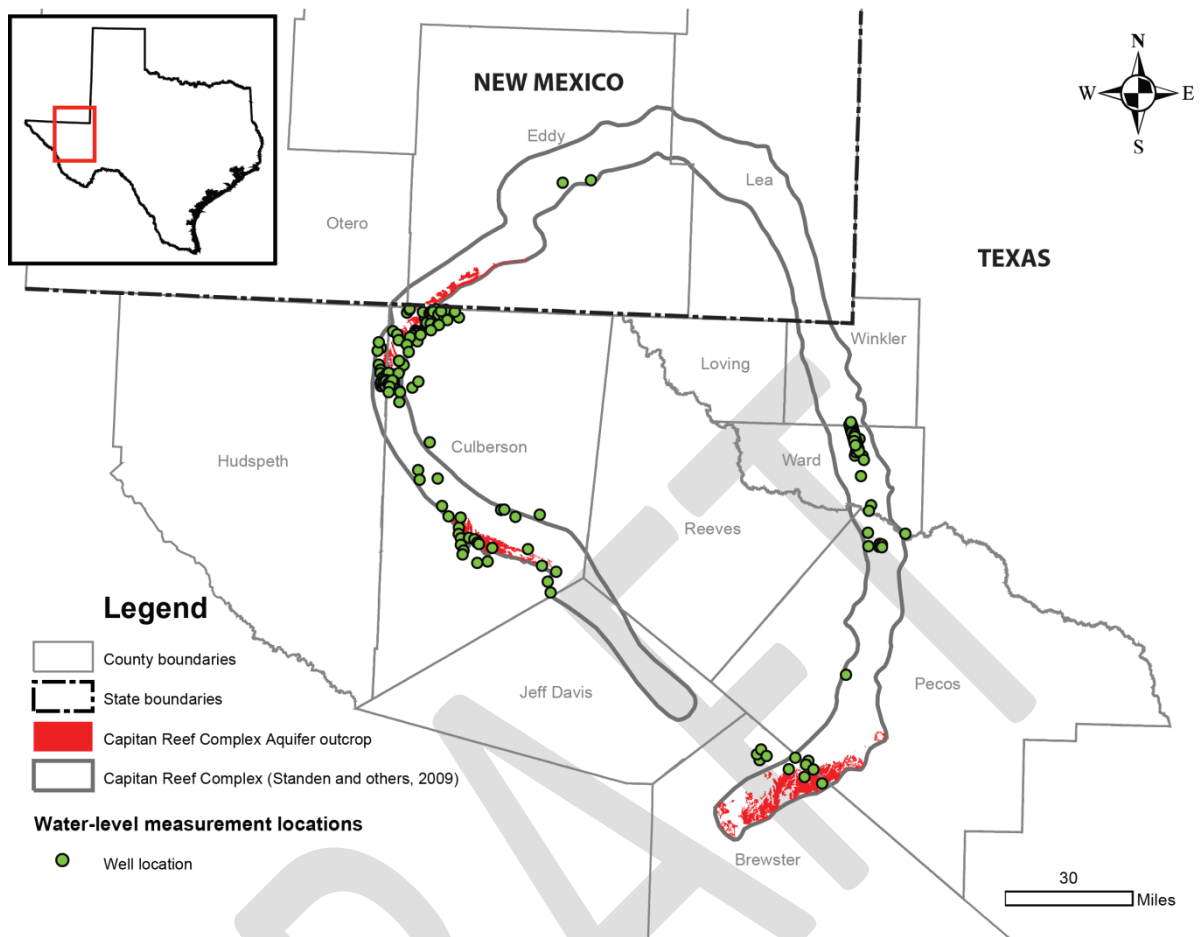 NEW MEXICO
N
W E
S
Eddy
Lea
Otero
TEXAS
Winkler
Loving
Culberson
Ward
Hudspeth
Reeves
Pecos
Jeff Davis
Brewster
Legend
County boundaries
State boundaries
Capitan Reef Complex Aquifer outcrop
Capitan Reef Complex (Standen and others, 2009)
Water-level measurement locations
Well location
30
Miles
DRAFT